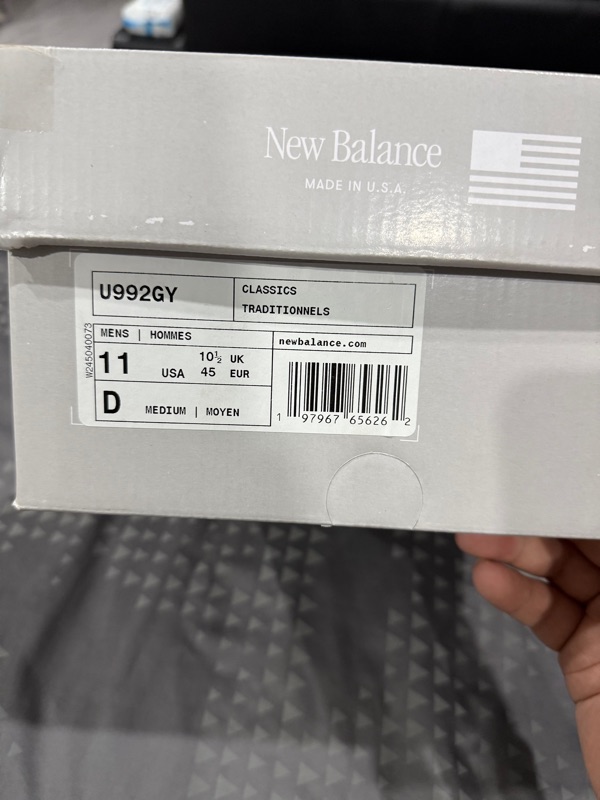 New Balance
MADE IN U.S.A.
U992GY
CLASSICS
TRADITIONNELS
MENS | HOMMES
newbalance.com
11 USA 10½ UK
45 EUR
D MEDIUM | MOYEN
1 97967 65626 2
W245040073